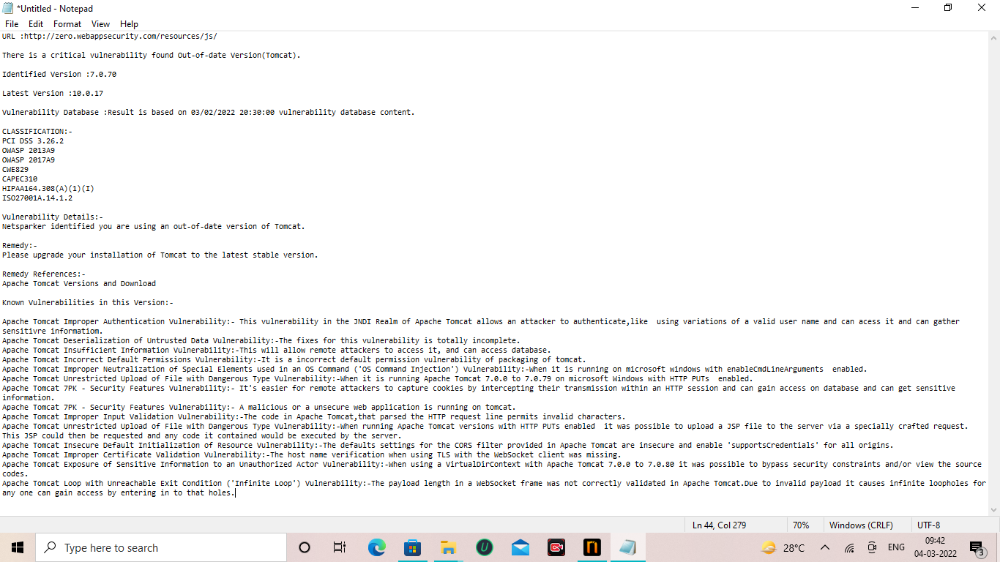 *Untitled - Notepad
File Edit Format View Help
URL :http://zero.webappsecurity.com/resources/js/
There is a critical vulnerability found Out-of-date Version(Tomcat).
Identified Version :7.0.70
Latest Version :10.0.17
Vulnerability Database :Result is based on 03/02/2022 20:30:00 vulnerability database content.
CLASSIFICATION:-
PCI DSS 3.26.2
OWASP 2013A9
OWASP 2017A9
CWE829
CAPEC310
HIPAA164.308(A)(1)(I)
ISO27001A.14.1.2
Vulnerability Details:-
Netsparker identified you are using an out-of-date version of Tomcat.
Remedy:-
Please upgrade your installation of Tomcat to the latest stable version.
Remedy References:-
Apache Tomcat Versions and Download
Known Vulnerabilities in this Version:-
Apache Tomcat Improper Authentication Vulnerability:- This vulnerability in the JNDI Realm of Apache Tomcat allows an attacker to authenticate,like  using variations of a valid user name and can acess it and can gather
sensitivre informatiom.
Apache Tomcat Deserialization of Untrusted Data Vulnerability:-The fixes for this vulnerability is totally incomplete.
Apache Tomcat Insufficient Information Vulnerability:-This will allow remote attackers to access it, and can access database.
Apache Tomcat Incorrect Default Permissions Vulnerability:-It is a incorrect default permission vulnerability of packaging of tomcat.
Apache Tomcat Improper Neutralization of Special Elements used in an OS Command ('OS Command Injection') Vulnerability:-When it is running on microsoft windows with enableCmdLineArguments  enabled.
Apache Tomcat Unrestricted Upload of File with Dangerous Type Vulnerability:-When it is running Apache Tomcat 7.0.0 to 7.0.79 on microsoft Windows with HTTP PUTs  enabled.
Apache Tomcat 7PK - Security Features Vulnerability:- It's easier for remote attackers to capture cookies by intercepting their transmission within an HTTP session and can gain access on database and can get sensitive
information.
Apache Tomcat 7PK - Security Features Vulnerability:- A malicious or a unsecure web application is running on tomcat.
Apache Tomcat Improper Input Validation Vulnerability:-The code in Apache Tomcat,that parsed the HTTP request line permits invalid characters.
Apache Tomcat Unrestricted Upload of File with Dangerous Type Vulnerability:-When running Apache Tomcat versions with HTTP PUTs enabled  it was possible to upload a JSP file to the server via a specially crafted request.
This JSP could then be requested and any code it contained would be executed by the server.
Apache Tomcat Insecure Default Initialization of Resource Vulnerability:-The defaults settings for the CORS filter provided in Apache Tomcat are insecure and enable 'supportsCredentials' for all origins.
Apache Tomcat Improper Certificate Validation Vulnerability:-The host name verification when using TLS with the WebSocket client was missing.
Apache Tomcat Exposure of Sensitive Information to an Unauthorized Actor Vulnerability:-When using a VirtualDirContext with Apache Tomcat 7.0.0 to 7.0.80 it was possible to bypass security constraints and/or view the source
codes.
Apache Tomcat Loop with Unreachable Exit Condition ('Infinite Loop') Vulnerability:-The payload length in a WebSocket frame was not correctly validated in Apache Tomcat.Due to invalid payload it causes infinite loopholes for
any one can gain access by entering in to that holes.
Ln 44, Col 279 70% Windows (CRLF) UTF-8
Type here to search
28°C ENG
09:42
04-03-2022
3